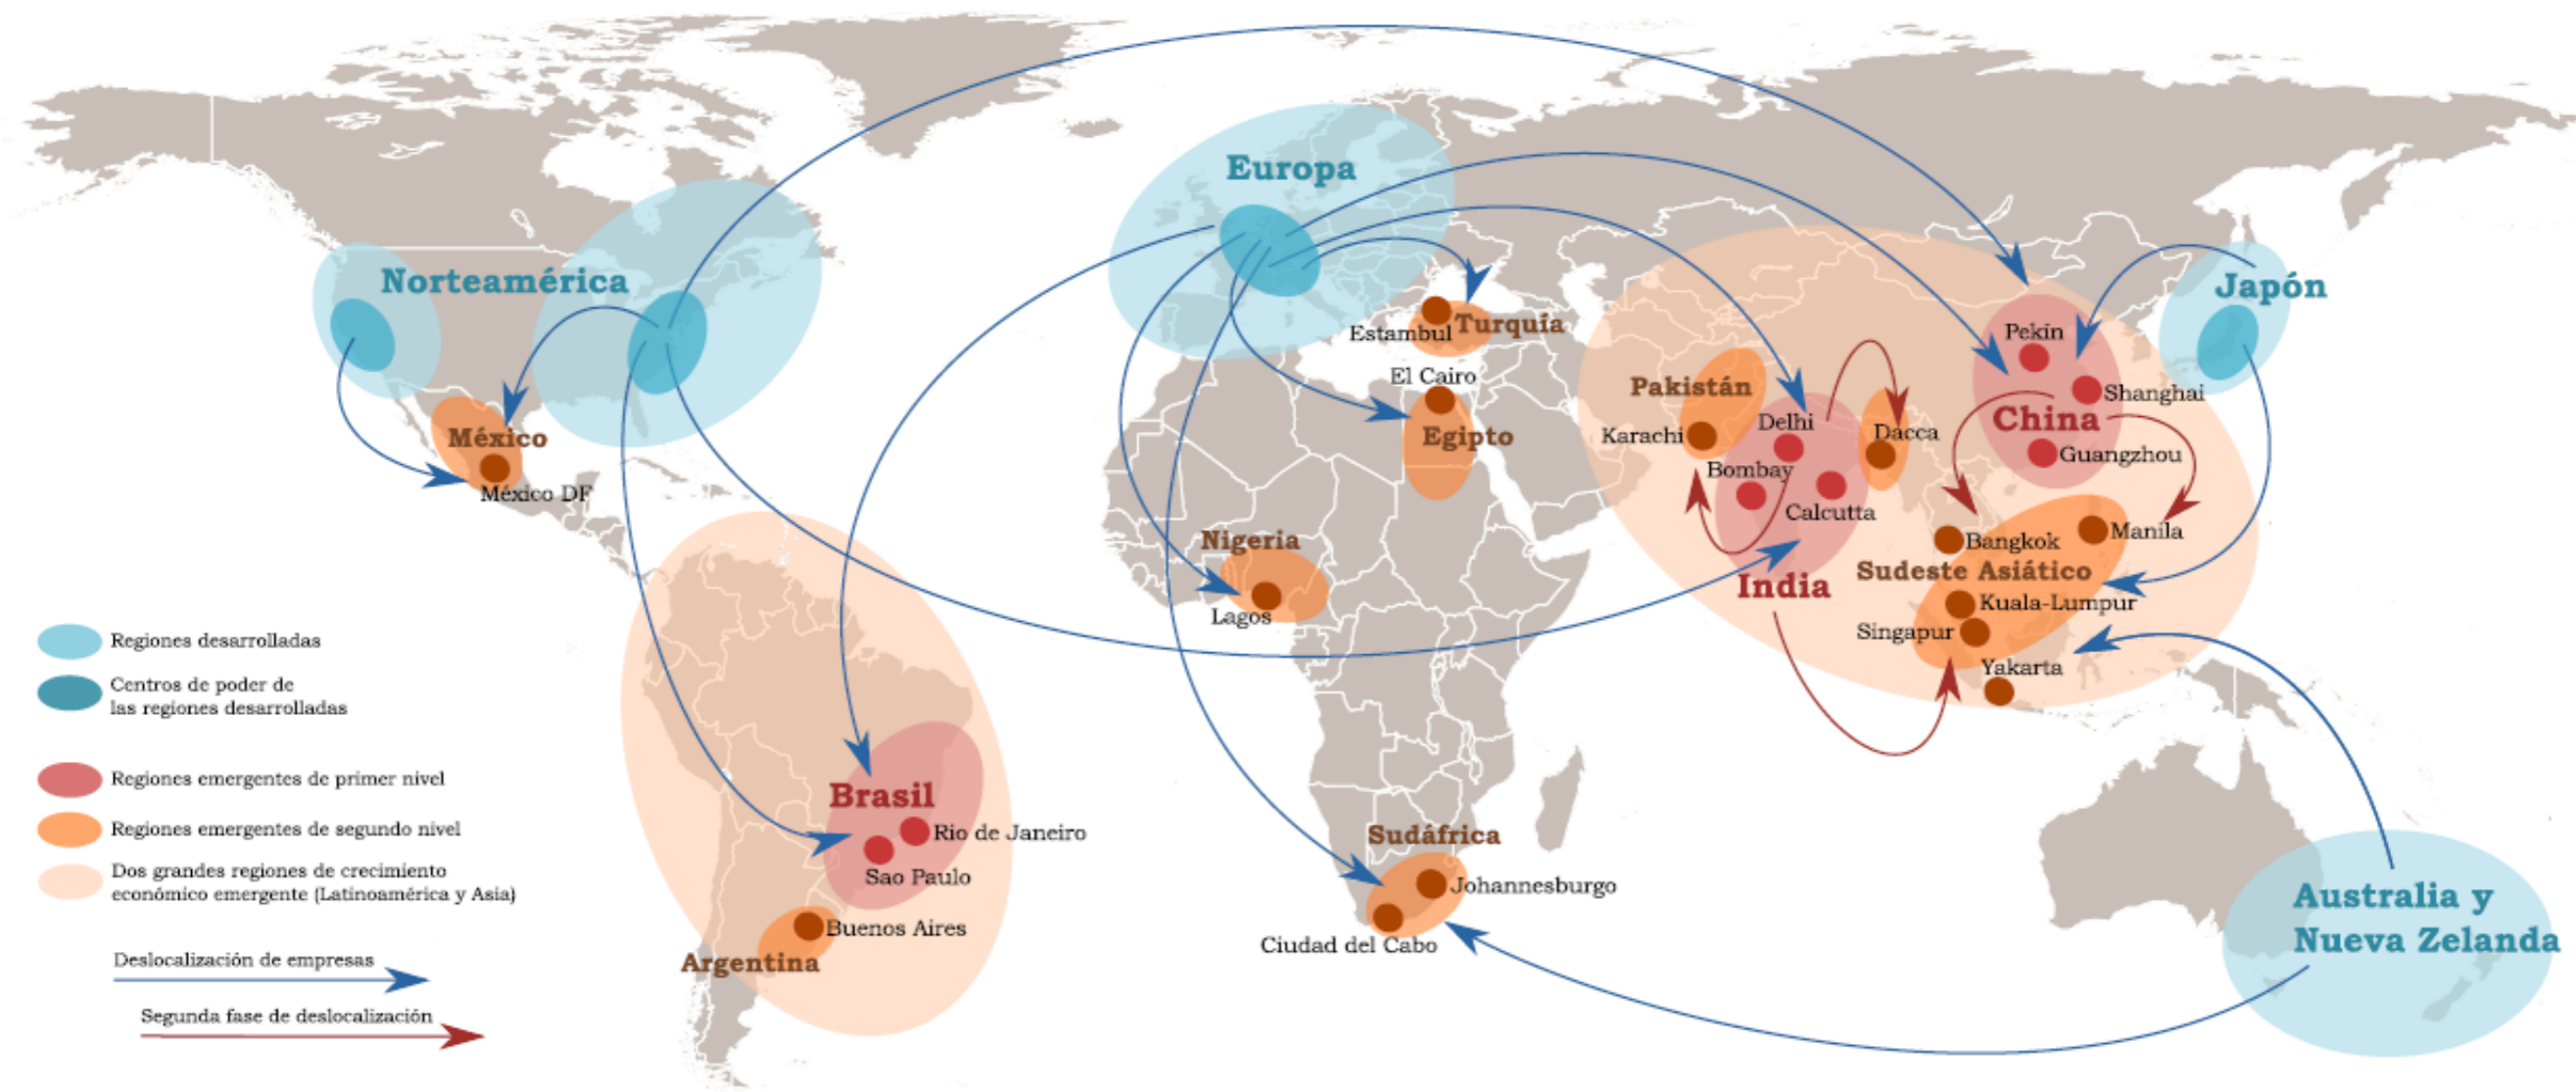 Europa
Norteamérica
Japón
Estambul
Turquía
Pekín
El Cairo
Pakistán
Shanghai
China
México
Delhi
Dacca
Karachi
Egipto
Guangzhou
Bombay
México DF
Calcutta
Nigeria
Manila
Bangkok
Sudeste Asiático
India
Kuala-Lumpur
Lagos
Singapur
Yakarta
Regiones desarrolladas
Centros de poder de
las regiones desarrolladas
Regiones emergentes de primer nivel
Regiones emergentes de segundo nivel
Dos grandes regiones de crecimiento
económico emergente (Latinoamérica y Asia)
Deslocalización de empresas
Segunda fase de deslocalización
Brasil
Rio de Janeiro
Sao Paulo
Buenos Aires
Argentina
Sudáfrica
Johannesburgo
Ciudad del Cabo
Australia y
Nueva Zelanda